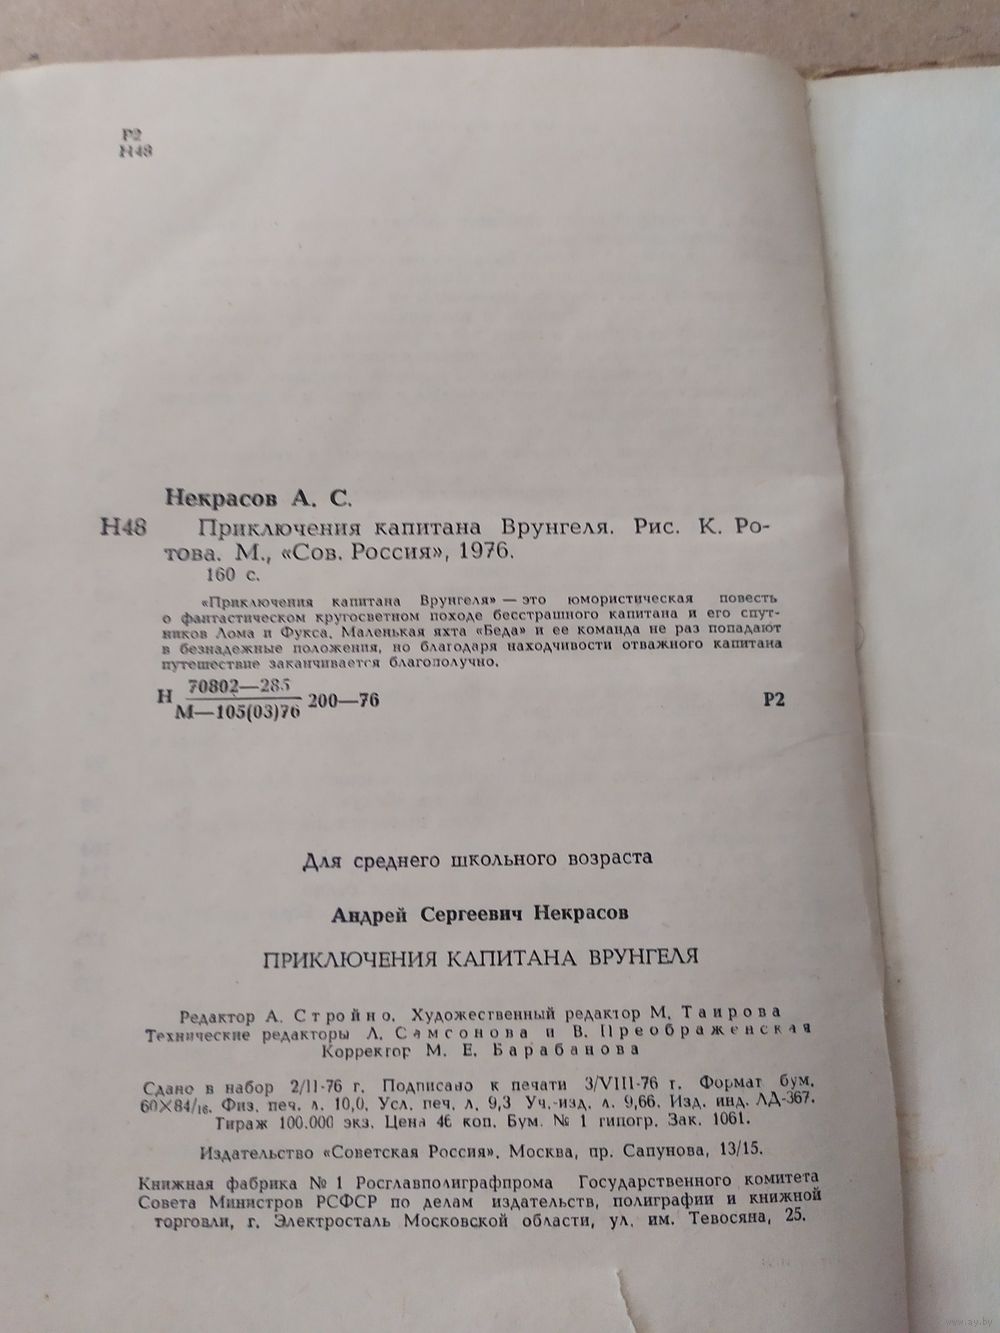 Р2
Н48
Некрасов А. С.
Н48 Приключения капитана Врунгеля. Рис. К. Ро-
това. М., «Сов. Россия», 1976.
160 с.
«Приключения капитана Врунгеля» — это юмористическая повесть
о фантастическом кругосветном походе бесстрашного капитана и его спут-
ников Лома и Фукса. Маленькая яхта «Беда» и ее команда не раз попадают
в безнадежные положения, но благодаря находчивости отважного капитана
путешествие заканчивается благополучно.
70802—285
Н 200—76 Р2
М—105(03)76
Для среднего школьного возраста
Андрей Сергеевич Некрасов
ПРИКЛЮЧЕНИЯ КАПИТАНА ВРУНГЕЛЯ
Редактор А. Стройно. Художественный редактор М. Таирова
Технические редакторы Л. Самсонова и В. Преображенская
Корректор М. Е. Барабанова
Сдано в набор 2/II-76 г. Подписано к печати 3/VIII-76 г. Формат бум.
60×84/16. Физ. печ. л. 10,0. Усл. печ. л. 9,3 Уч.-изд. л. 9,66. Изд. инд. ЛД-367.
Тираж 100.000 экз. Цена 46 коп. Бум. № 1 типогр. Зак. 1061.
Издательство «Советская Россия». Москва, пр. Сапунова, 13/15.
Книжная фабрика № 1 Росглавполиграфпрома Государственного комитета
Совета Министров РСФСР по делам издательств, полиграфии и книжной
торговли, г. Электросталь Московской области, ул. им. Тевосяна, 25.
www.ay.by